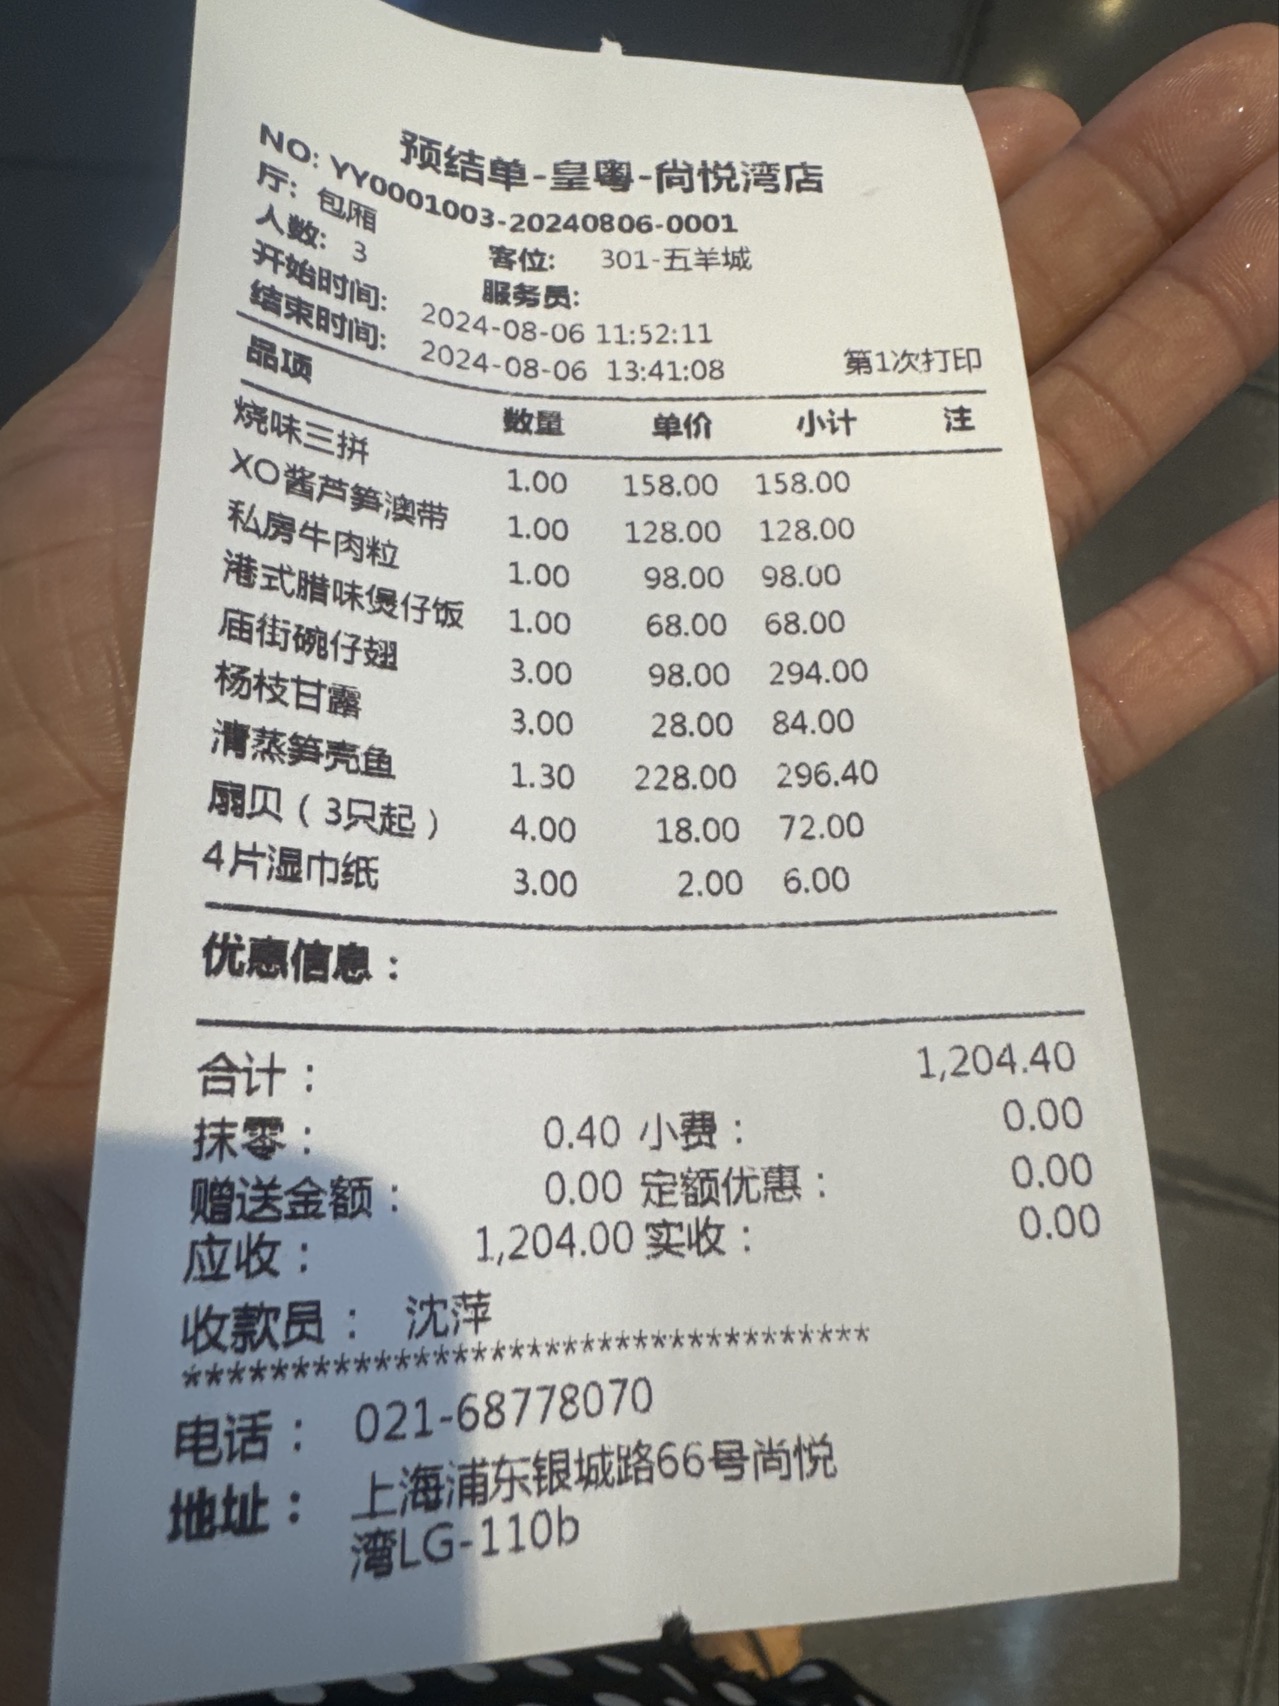 预结单-皇粤-尚悦湾店
NO: YY0001003-20240806-0001
厅: 包厢 客位: 301-五羊城
人数: 3 服务员:
开始时间: 2024-08-06 11:52:11
结束时间: 2024-08-06 13:41:08 第1次打印
品项 数量 单价 小计 注
烧味三拼 1.00 158.00 158.00
XO酱芦笋澳带 1.00 128.00 128.00
私房牛肉粒 1.00 98.00 98.00
港式腊味煲仔饭 1.00 68.00 68.00
庙街碗仔翅 3.00 98.00 294.00
杨枝甘露 3.00 28.00 84.00
清蒸笋壳鱼 1.30 228.00 296.40
扇贝（3只起） 4.00 18.00 72.00
4片湿巾纸 3.00 2.00 6.00
优惠信息：
合计： 1,204.40
抹零： 0.40 小费： 0.00
赠送金额： 0.00 定额优惠： 0.00
应收： 1,204.00 实收： 0.00
收款员： 沈萍
************************************
电话： 021-68778070
地址： 上海浦东银城路66号尚悦
湾LG-110b